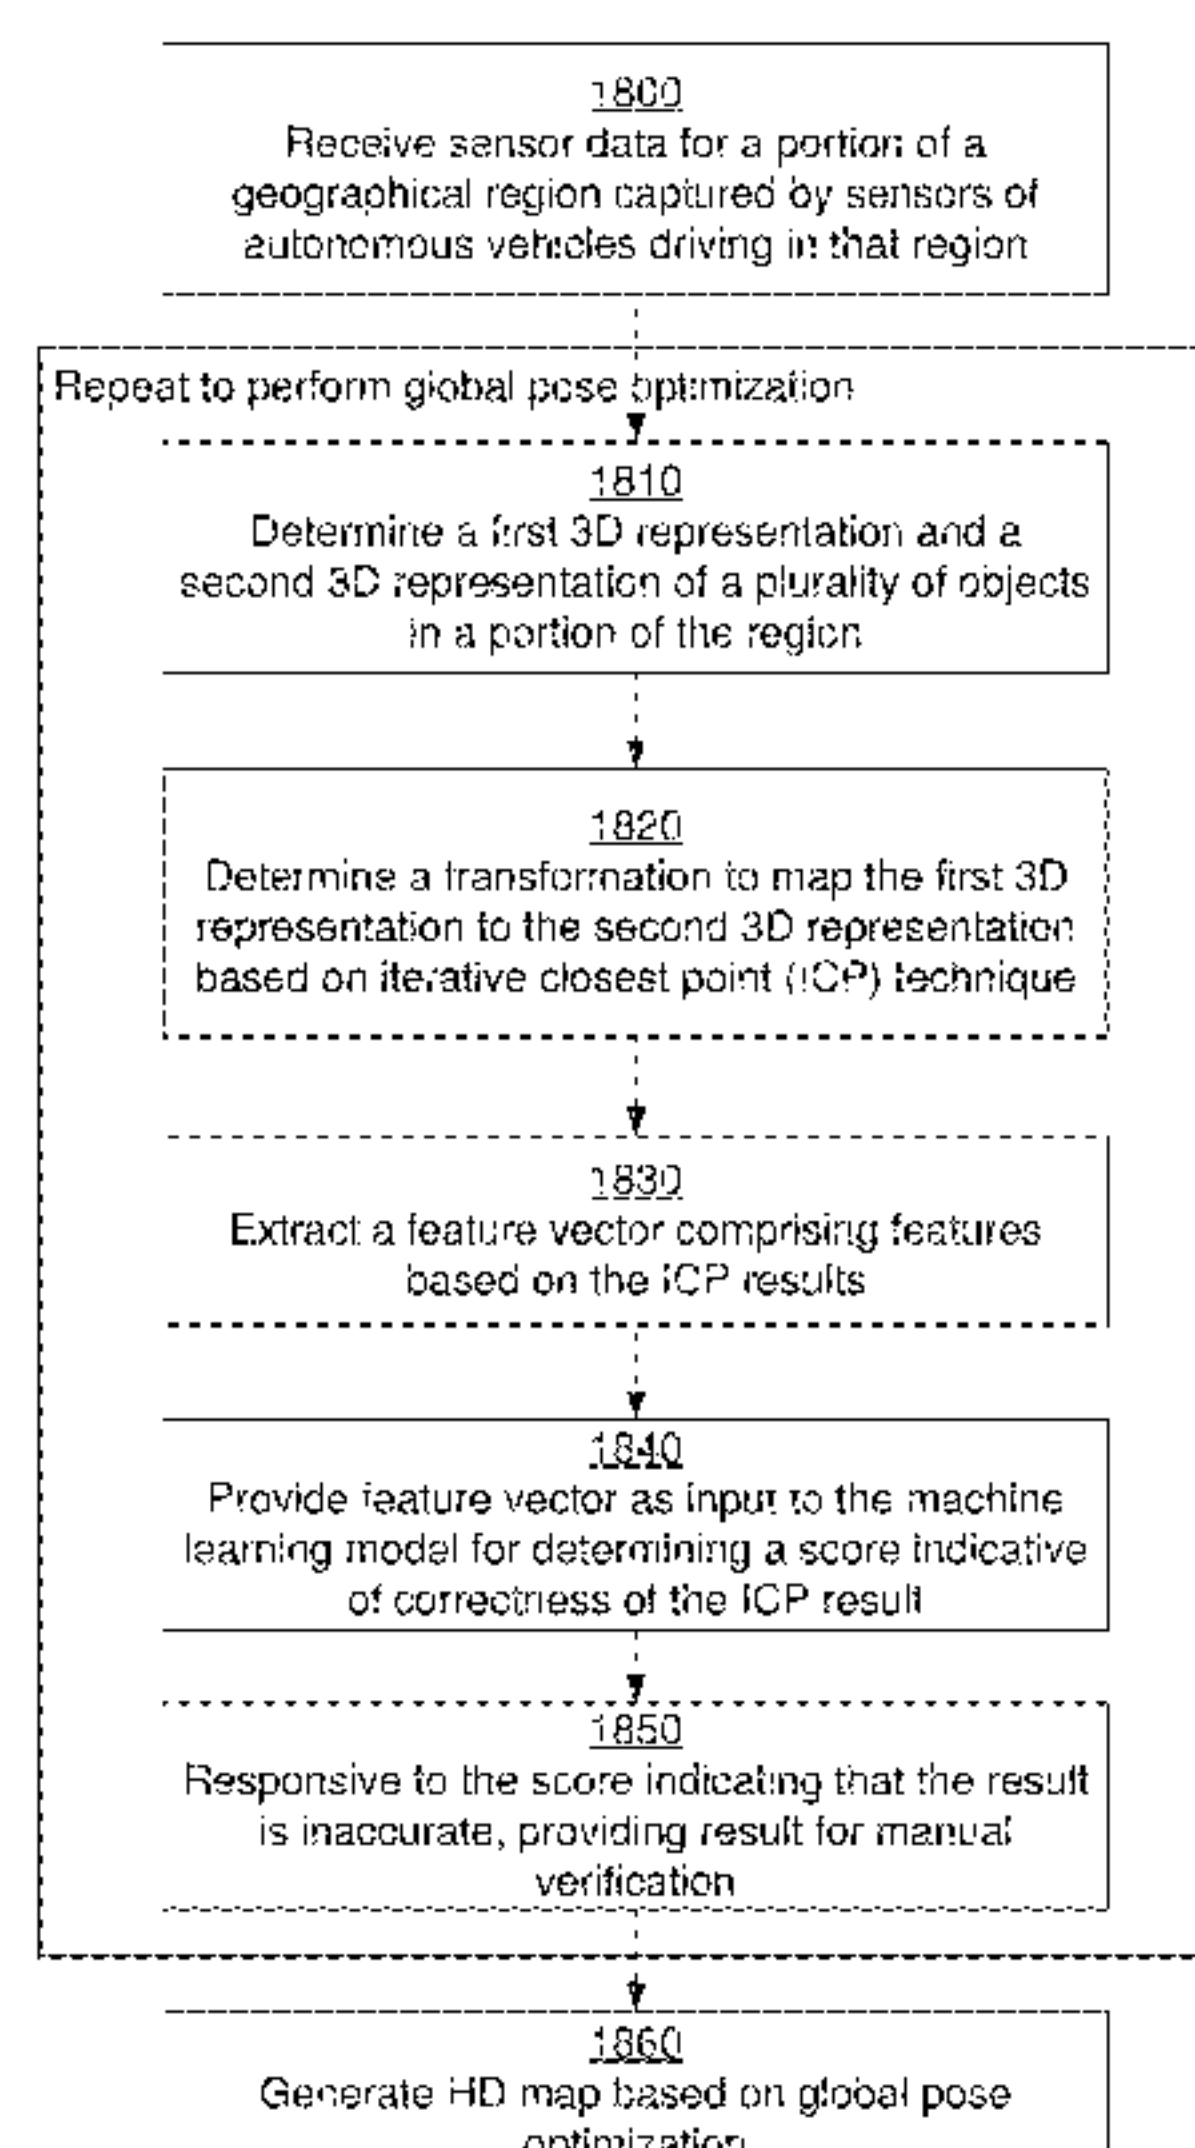 1800
Receive sensor data for a portion of a
geographical region captured by sensors of
autonomous vehicles driving in that region
Repeat to perform global pose optimization
1810
Determine a first 3D representation and a
second 3D representation of a plurality of objects
in a portion of the region
1820
Determine a transformation to map the first 3D
representation to the second 3D representation
based on iterative closest point (ICP) technique
1830
Extract a feature vector comprising features
based on the ICP results
1840
Provide feature vector as input to the machine
learning model for determining a score indicative
of correctness of the ICP result
1850
Responsive to the score indicating that the result
is inaccurate, providing result for manual
verification
1860
Generate HD map based on global pose
optimization